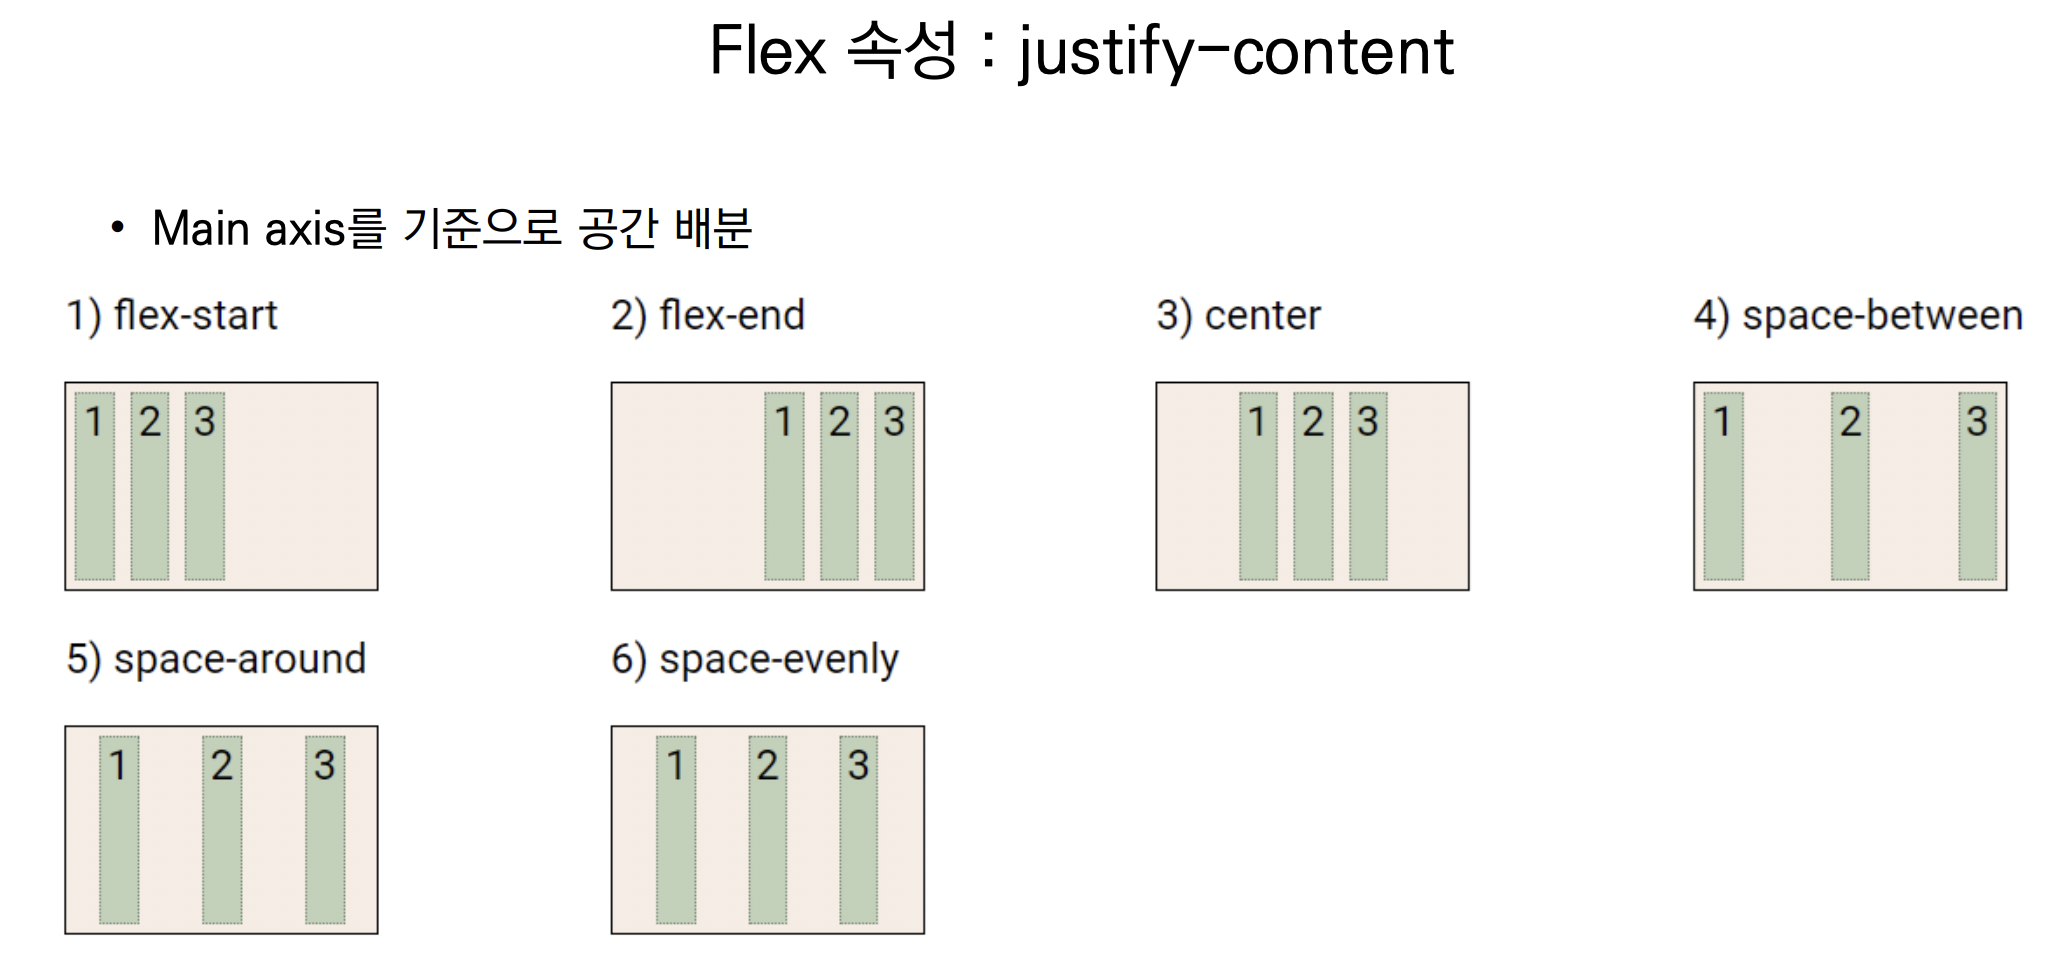 Flex 속성 : justify-content
• Main axis를 기준으로 공간 배분
1) flex-start
2) flex-end
3) center
4) space-between
1 2 3
1 2 3
1 2 3
1 2 3
5) space-around
6) space-evenly
1 2 3
1 2 3